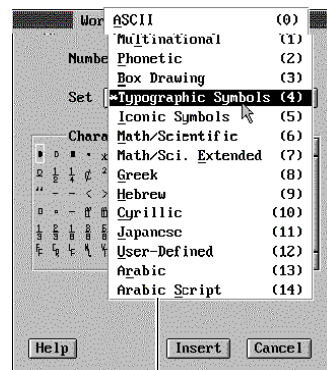 Wor
ASCII (0)
Multinational (1)
Numbe
Phonetic (2)
Box Drawing (3)
Set
*Typographic Symbols (4)
Iconic Symbols (5)
Chara
Math/Scientific (6)
Math/Sci. Extended (7)
Greek (8)
Hebrew (9)
Cyrillic (10)
Japanese (11)
User-Defined (12)
Arabic (13)
Arabic Script (14)
Help Insert Cancel